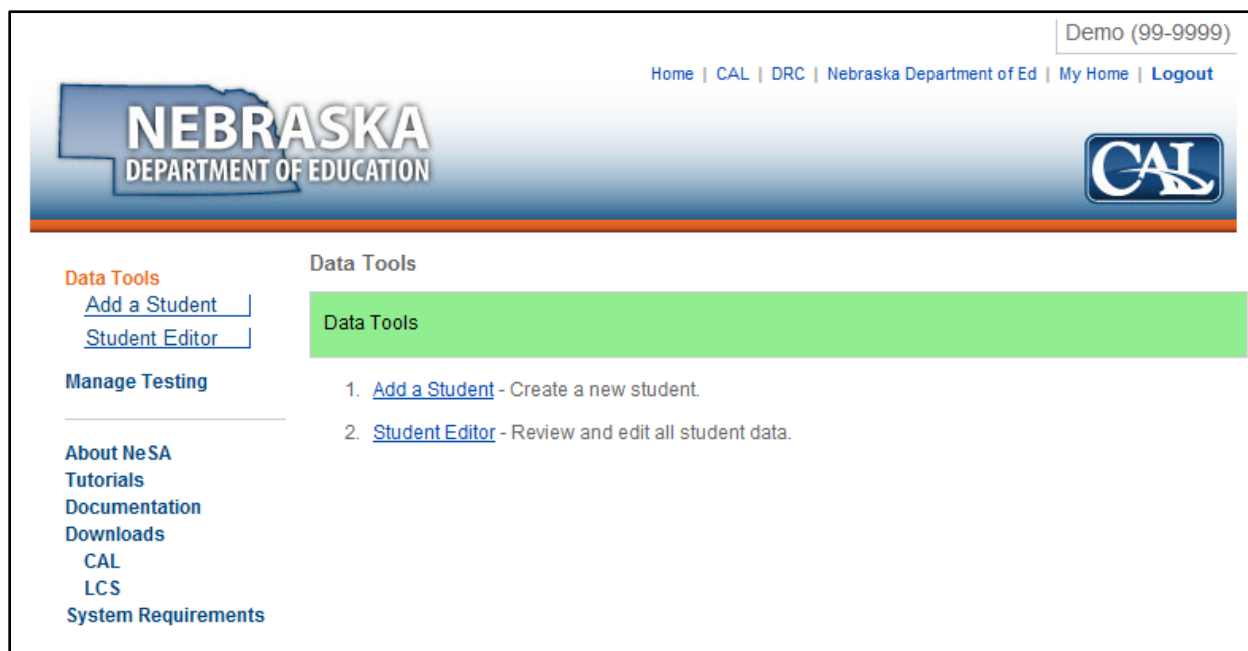 Demo (99-9999)
Home | CAL | DRC | Nebraska Department of Ed | My Home | Logout
NEBRASKA
DEPARTMENT OF EDUCATION
CAL
Data Tools
Add a Student
Student Editor
Manage Testing
About NeSA
Tutorials
Documentation
Downloads
CAL
LCS
System Requirements
Data Tools
Data Tools
1. Add a Student - Create a new student.
2. Student Editor - Review and edit all student data.